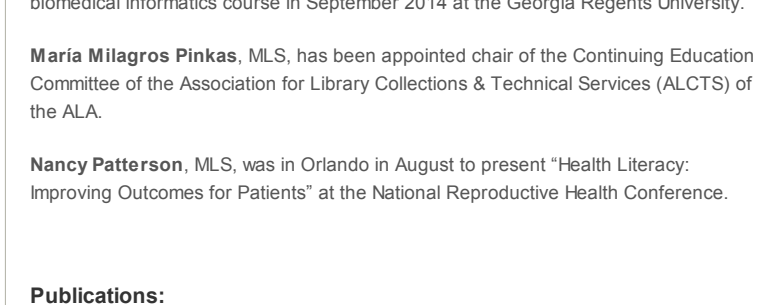 biomedical informatics course in September 2014 at the Georgia Regents University.
María Milagros Pinkas, MLS, has been appointed chair of the Continuing Education
Committee of the Association for Library Collections & Technical Services (ALCTS) of
the ALA.
Nancy Patterson, MLS, was in Orlando in August to present “Health Literacy:
Improving Outcomes for Patients” at the National Reproductive Health Conference.
Publications: